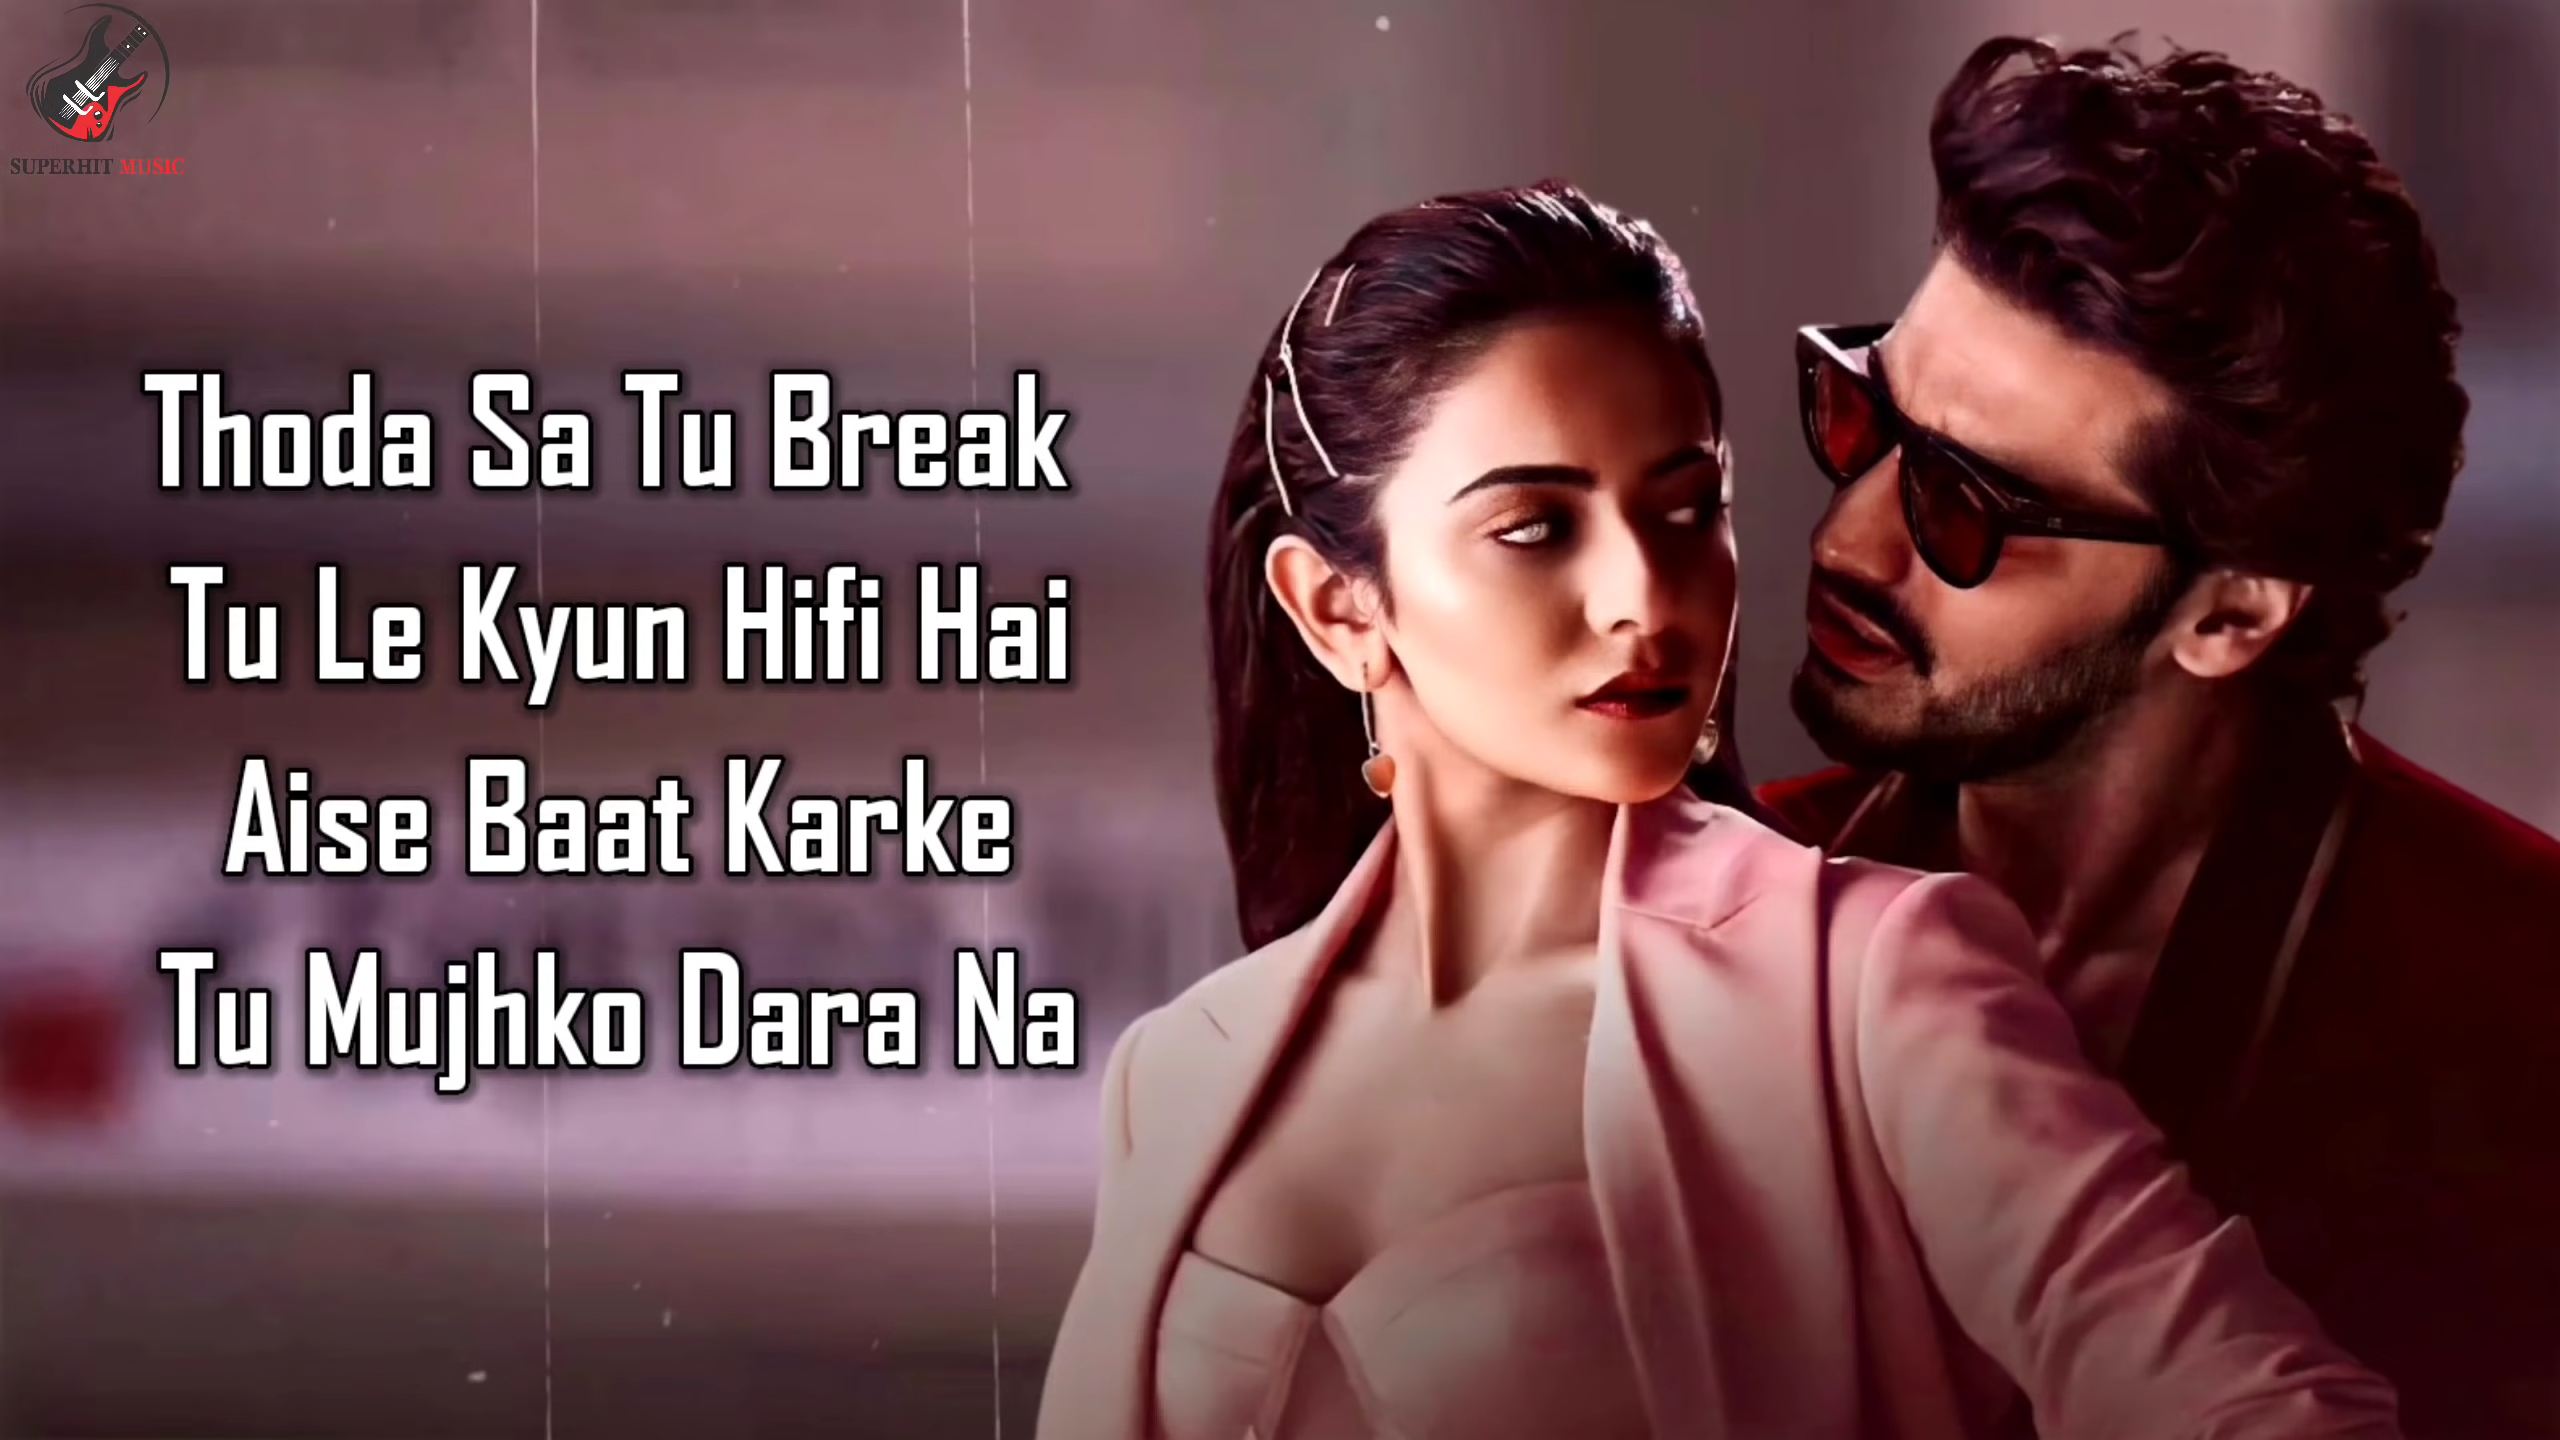 SUPERHIT MUSIC
Thoda Sa Tu Break
Tu Le Kyun Hifi Hai
Aise Baat Karke
Tu Mujhko Dara Na